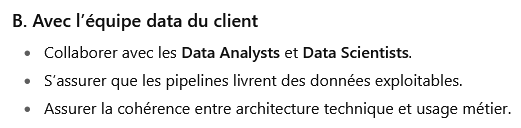 B. Avec l’équipe data du client
• Collaborer avec les Data Analysts et Data Scientists.
• S’assurer que les pipelines livrent des données exploitables.
• Assurer la cohérence entre architecture technique et usage métier.